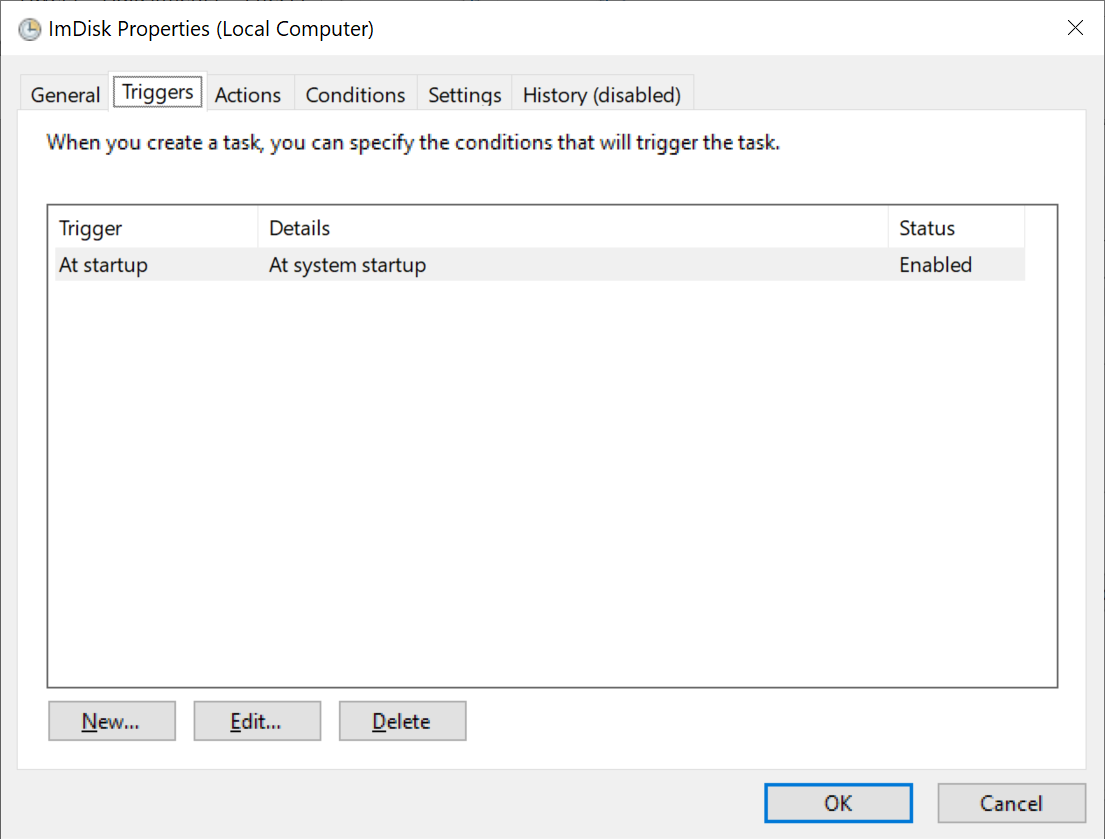 ImDisk Properties (Local Computer)
General Triggers Actions Conditions Settings History (disabled)
When you create a task, you can specify the conditions that will trigger the task.
Trigger Details Status
At startup At system startup Enabled
New... Edit... Delete
OK Cancel